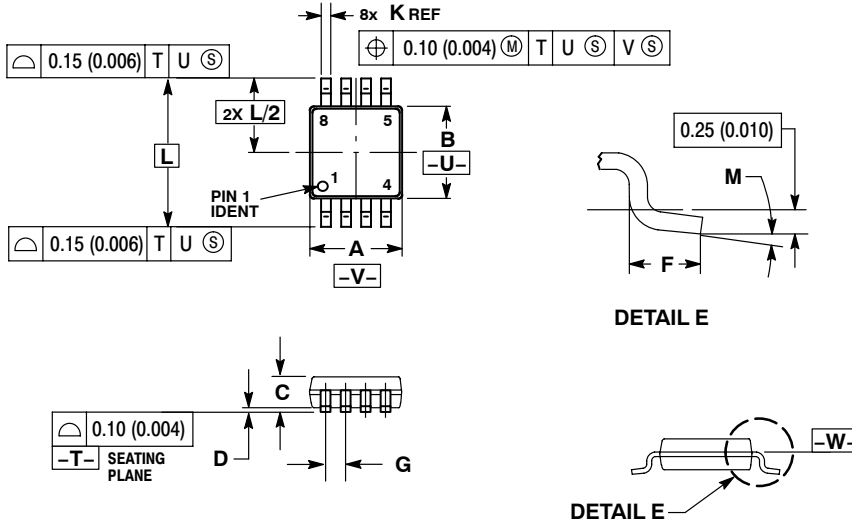 8x K REF
⌖ 0.10 (0.004) Ⓜ T U Ⓢ V Ⓢ
⌓ 0.15 (0.006) T U Ⓢ
2X L/2
8 5
B
-U-
L
0.25 (0.010)
M
1
4
PIN 1
IDENT
⌓ 0.15 (0.006) T U Ⓢ
A
-V-
F
DETAIL E
C
⌓ 0.10 (0.004)
-T- SEATING
PLANE
D
G
-W-
DETAIL E